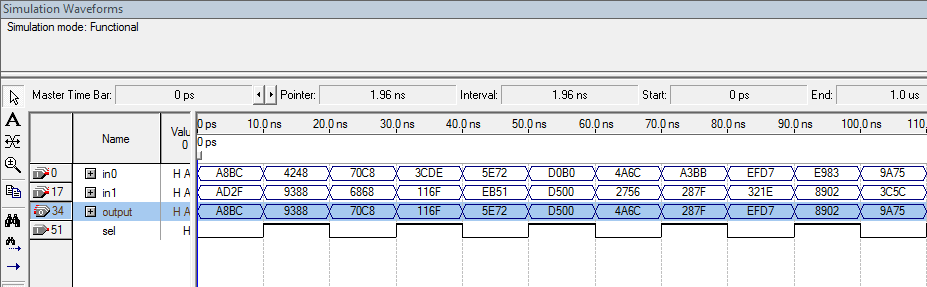 Simulation Waveforms
Simulation mode: Functional
Master Time Bar: 0 ps Pointer: 1.96 ns Interval: 1.96 ns Start: 0 ps End: 1.0 us
Name Valu 0 0 ps 10.0 ns 20.0 ns 30.0 ns 40.0 ns 50.0 ns 60.0 ns 70.0 ns 80.0 ns 90.0 ns 100.0 ns 110.
0 ps
0 in0 H A A8BC 4248 70C8 3CDE 5E72 D0B0 4A6C A3BB EFD7 E983 9A75
17 in1 H A AD2F 9388 6868 116F EB51 D500 2756 287F 321E 8902 3C5C
34 output H A A8BC 9388 70C8 116F 5E72 D500 4A6C 287F EFD7 8902 9A75
51 sel H